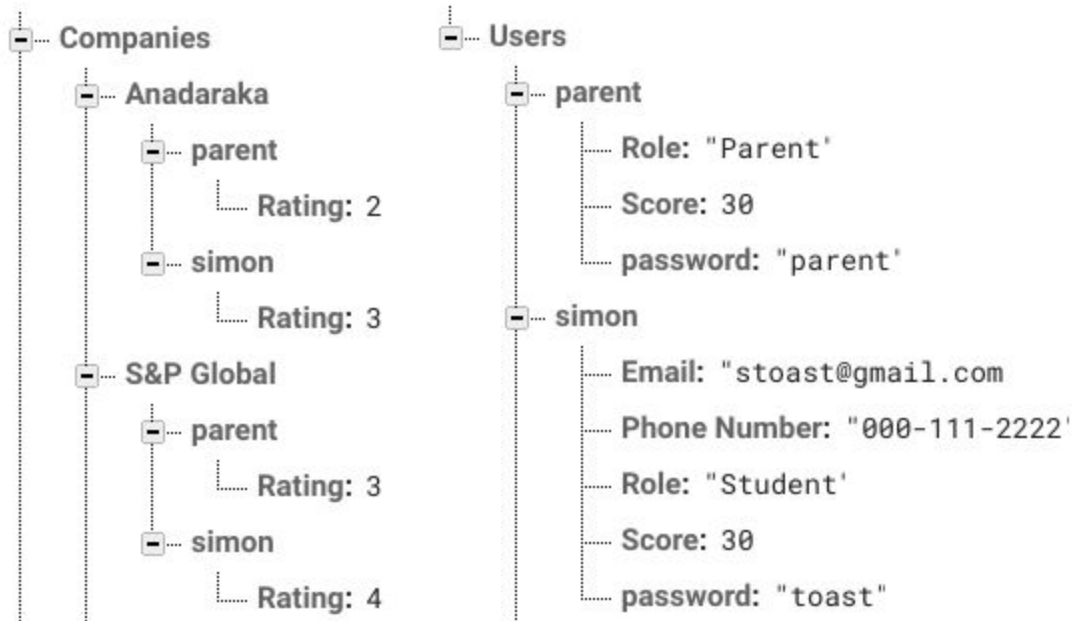 Companies
Anadaraka
parent
Rating: 2
simon
Rating: 3
S&P Global
parent
Rating: 3
simon
Rating: 4
Users
parent
Role: "Parent'
Score: 30
password: "parent'
simon
Email: "stoast@gmail.com
Phone Number: "000-111-2222'
Role: "Student'
Score: 30
password: "toast"